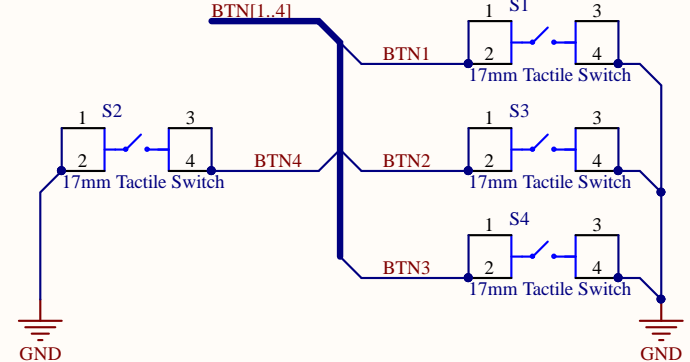 BTN[1..4]
S1
1 3
BTN1
2 4
17mm Tactile Switch
S2
1 3
2 4
17mm Tactile Switch
BTN4
S3
1 3
BTN2
2 4
17mm Tactile Switch
S4
1 3
BTN3
2 4
17mm Tactile Switch
GND
GND